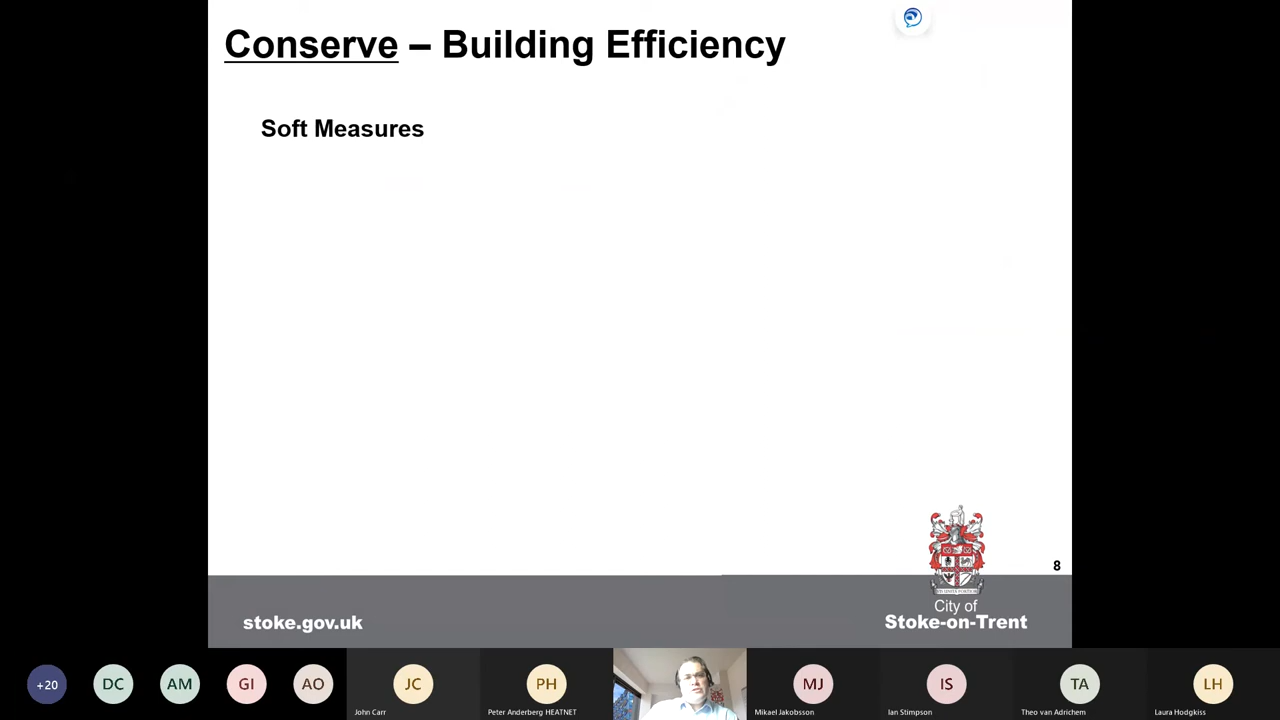 Conserve – Building Efficiency
Soft Measures
8
stoke.gov.uk
City of
Stoke-on-Trent
+20
DC
AM
GI
AO
JC
PH
MJ
IS
TA
LH
John Carr
Peter Anderberg HEATNET
Mikael Jakobsson
Ian Stimpson
Theo van Adrichem
Laura Hodgkiss